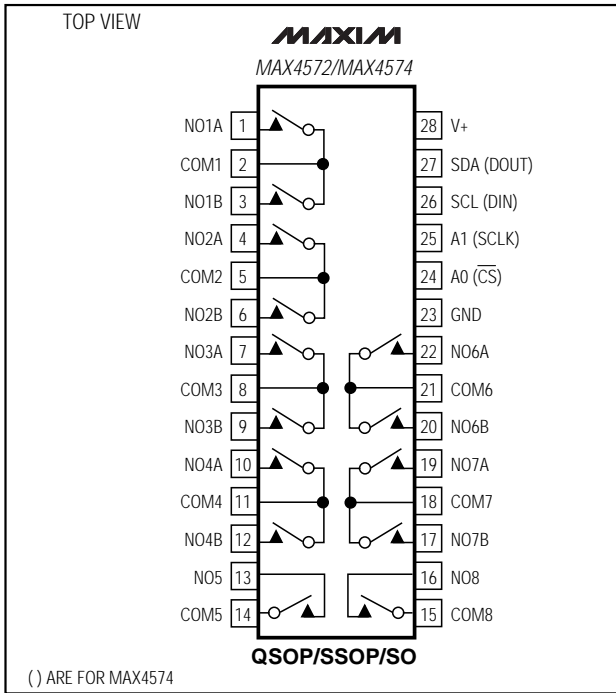 TOP VIEW
MAXIM
MAX4572/MAX4574
NO1A 1
COM1 2
NO1B 3
NO2A 4
COM2 5
NO2B 6
NO3A 7
COM3 8
NO3B 9
NO4A 10
COM4 11
NO4B 12
NO5 13
COM5 14
28 V+
27 SDA (DOUT)
26 SCL (DIN)
25 A1 (SCLK)
24 A0 (C̅S̅)
23 GND
22 NO6A
21 COM6
20 NO6B
19 NO7A
18 COM7
17 NO7B
16 NO8
15 COM8
QSOP/SSOP/SO
( ) ARE FOR MAX4574